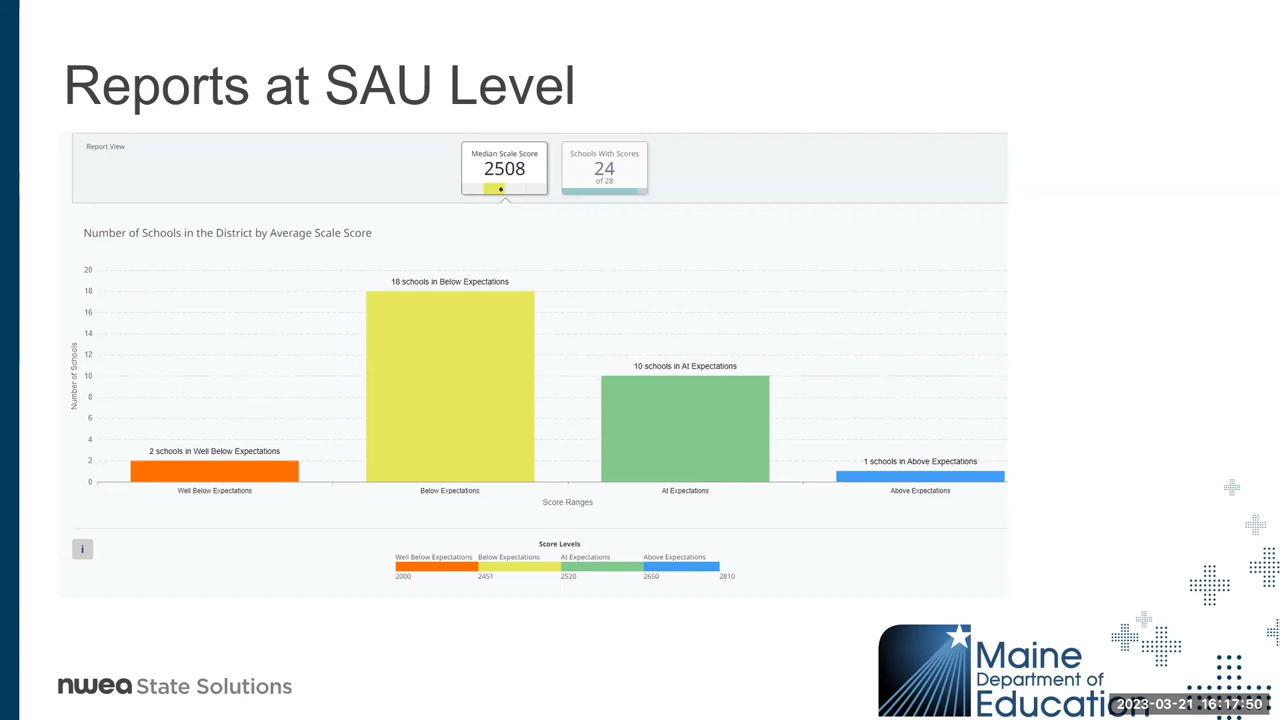 Reports at SAU Level
Report View
Median Scale Score
2508
Schools With Scores
24
of 28
Number of Schools in the District by Average Scale Score
Number of Schools
20
18
16
14
12
10
8
6
4
2
0
2 schools in Well Below Expectations
18 schools in Below Expectations
10 schools in At Expectations
1 schools in Above Expectations
Well Below Expectations Below Expectations At Expectations Above Expectations
Score Ranges
i
Score Levels
Well Below Expectations Below Expectations At Expectations Above Expectations
2000 2451 2520 2650 2810
nwea State Solutions
Maine
Department of
Education
2023-03-21 16:17:50